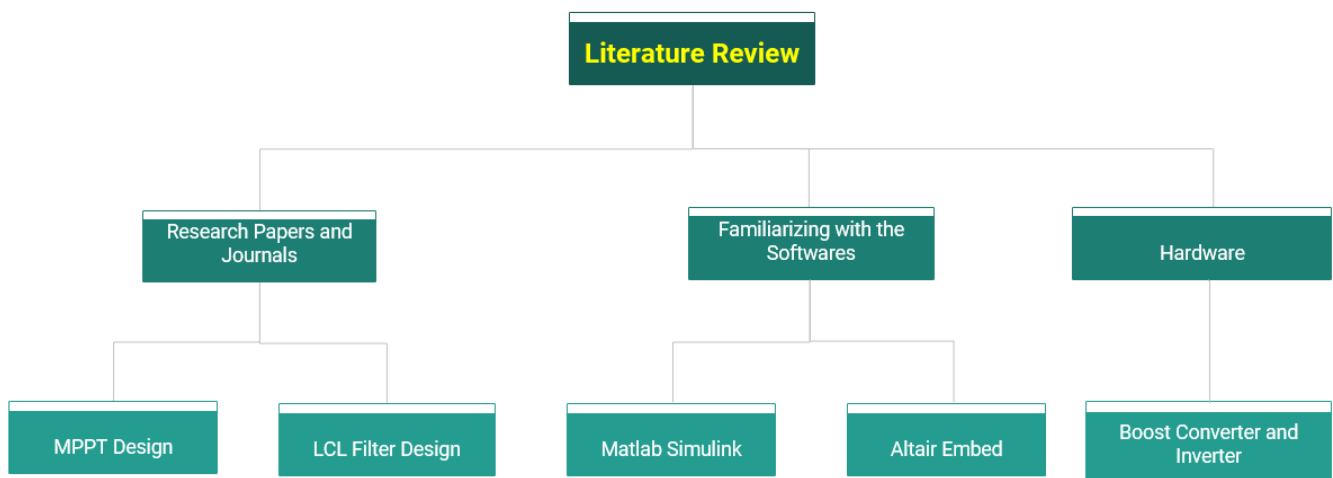 Literature Review
Research Papers and
Journals
Familiarizing with the
Softwares
Hardware
MPPT Design
LCL Filter Design
Matlab Simulink
Altair Embed
Boost Converter and
Inverter